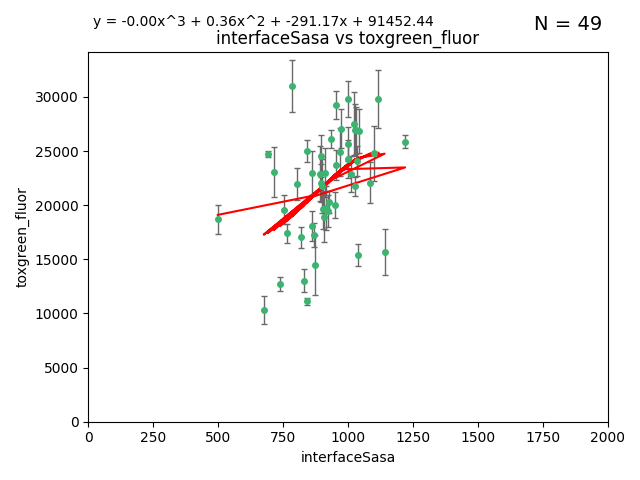 y = -0.00x^3 + 0.36x^2 + -291.17x + 91452.44
N = 49
interfaceSasa vs toxgreen_fluor
toxgreen_fluor
30000
25000
20000
15000
10000
5000
0
0 250 500 750 1000 1250 1500 1750 2000
interfaceSasa